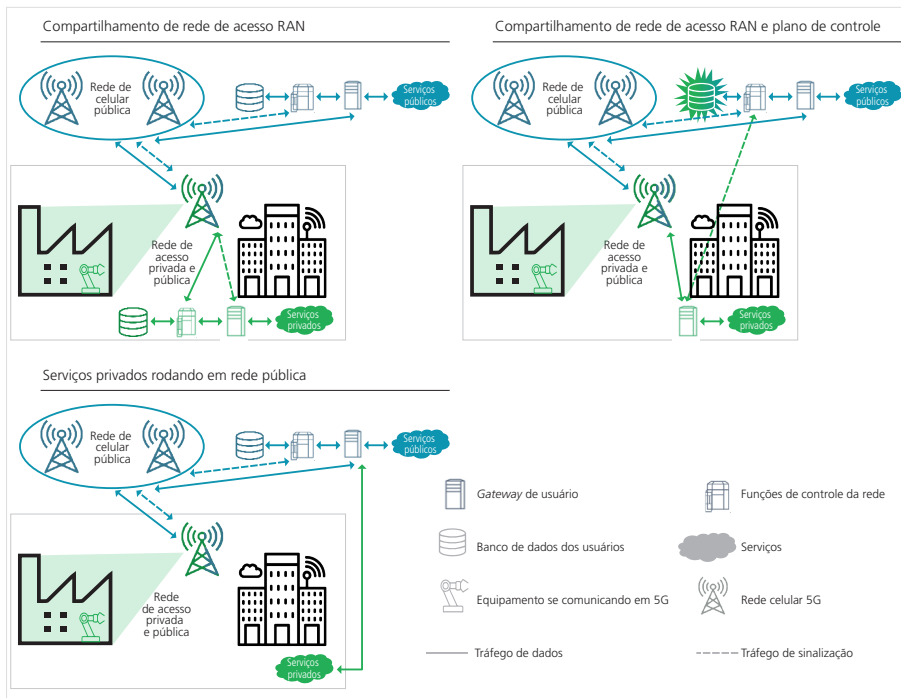 Compartilhamento de rede de acesso RAN
Rede de
celular
pública
Serviços
públicos
Rede de
acesso
privada e
pública
Serviços
privados
Compartilhamento de rede de acesso RAN e plano de controle
Rede de
celular
pública
Serviços
públicos
Rede de
acesso
privada e
pública
Serviços
privados
Serviços privados rodando em rede pública
Rede de
celular
pública
Serviços
públicos
Rede
de acesso
privada
e pública
Serviços
privados
Gateway de usuário
Funções de controle da rede
Banco de dados dos usuários
Serviços
Equipamento se comunicando em 5G
Rede celular 5G
Tráfego de dados
Tráfego de sinalização